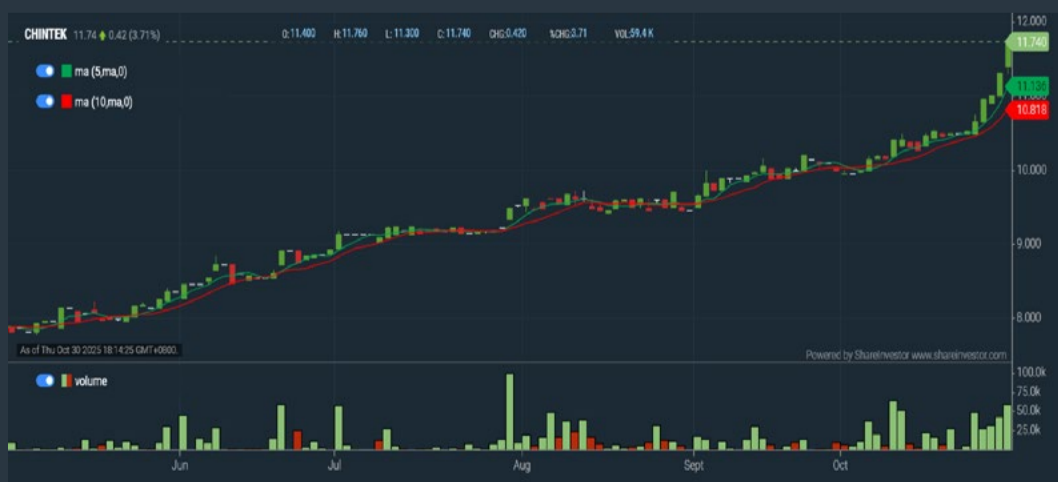 CHINTEK 11.74 0.42 (3.71%) O:11.400 H:11.760 L:11.300 C:11.740 CHG:0.420 %CHG:3.71 VOL:59.4 K
ma (5,ma,0)
ma (10,ma,0)
12.000
11.740
11.136
11.000
10.818
10.000
9.000
8.000
As of Thu Oct 30 2025 18:14:25 GMT+0800.
Powered by ShareInvestor www.shareinvestor.com
volume
100.0k
75.0k
50.0k
25.0k
Jun Jul Aug Sept Oct